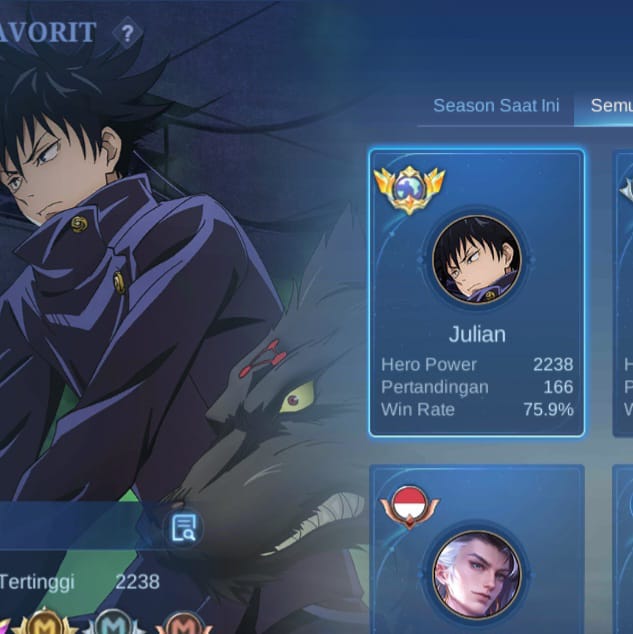 AVORIT ?
Season Saat Ini
Semu
Julian
Hero Power 2238
Pertandingan 166
Win Rate 75.9%
Tertinggi 2238
M M M